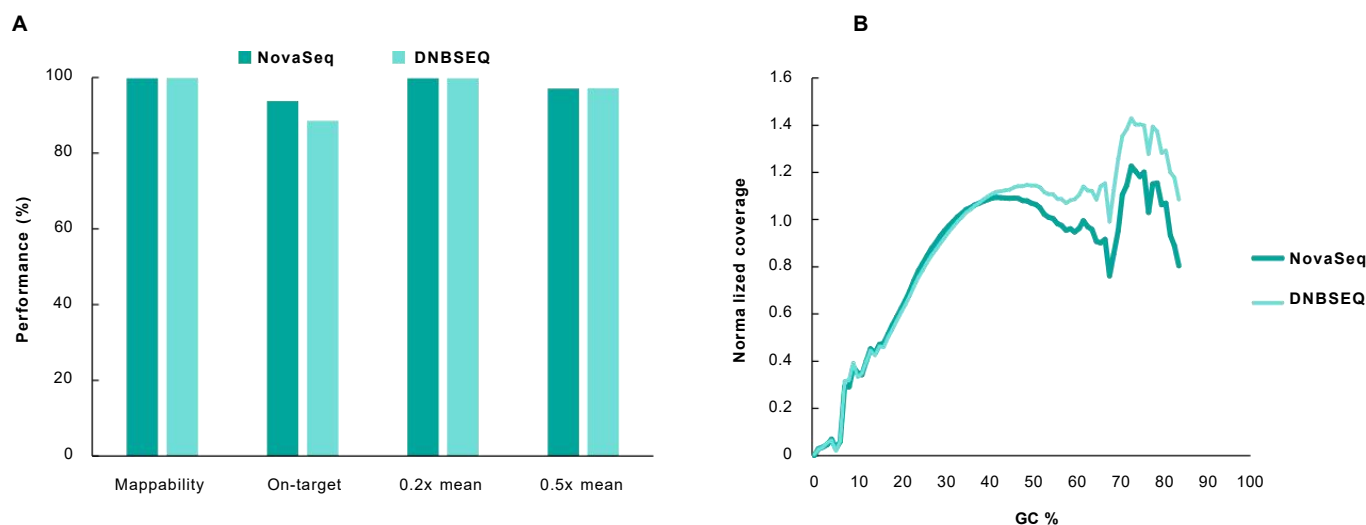 A
NovaSeq
DNBSEQ
Performance (%)
100
80
60
40
20
0
Mappability
On-target
0.2x mean
0.5x mean
B
Norma lized coverage
1.6
1.4
1.2
1.0
0.8
0.6
0.4
0.2
0
0
10
20
30
40
50
60
70
80
90
100
GC %
NovaSeq
DNBSEQ